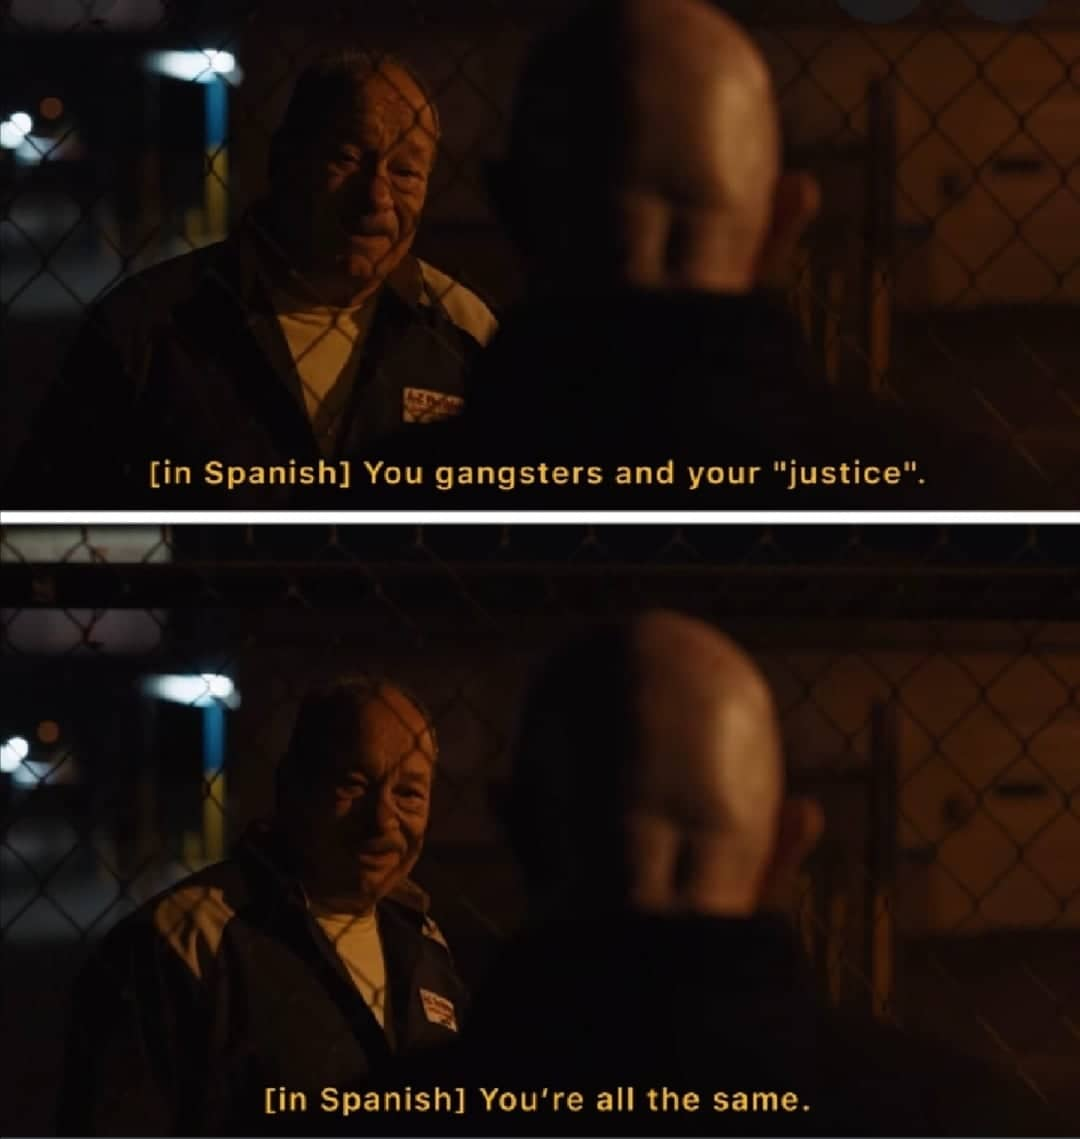 [in Spanish] You gangsters and your "justice".
[in Spanish] You're all the same.